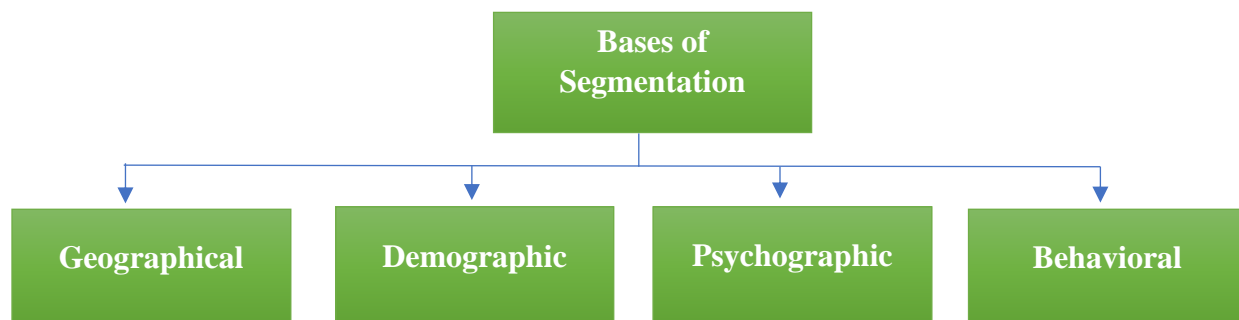 Bases of
Segmentation
Geographical
Demographic
Psychographic
Behavioral